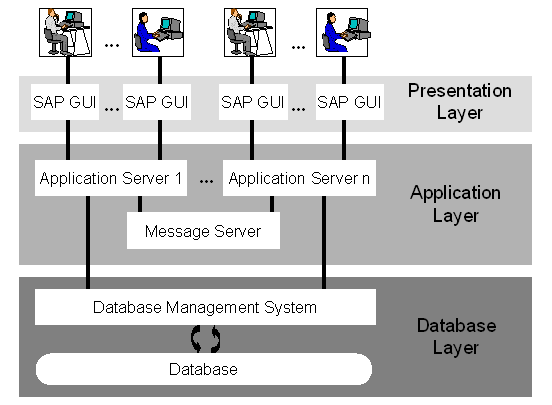 ... ...
SAP GUI ... SAP GUI SAP GUI ... SAP GUI
Presentation
Layer
Application Server 1 ... Application Server n
Application
Layer
Message Server
Database Management System
Database
Layer
Database